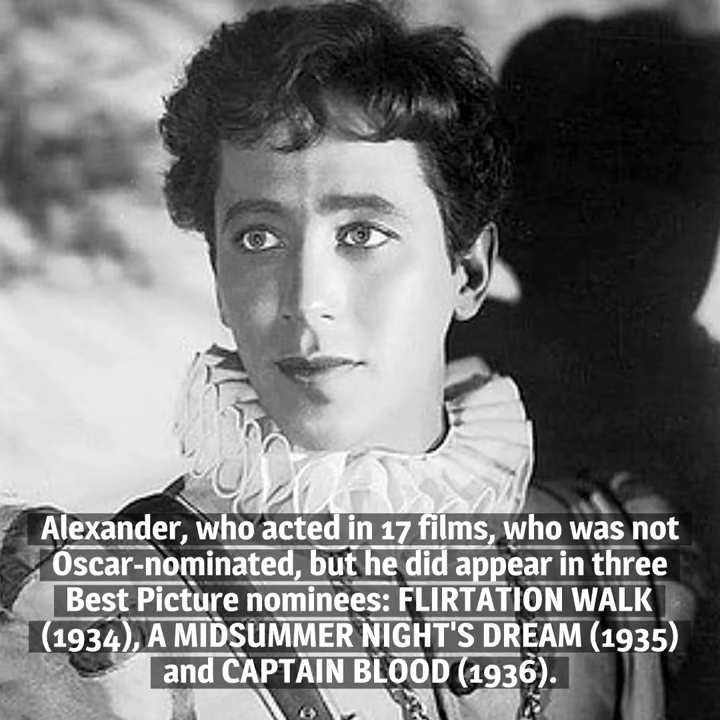 Alexander, who acted in 17 films, who was not
Oscar-nominated, but he did appear in three
Best Picture nominees: FLIRTATION WALK
(1934), A MIDSUMMER NIGHT'S DREAM (1935)
and CAPTAIN BLOOD (1936).